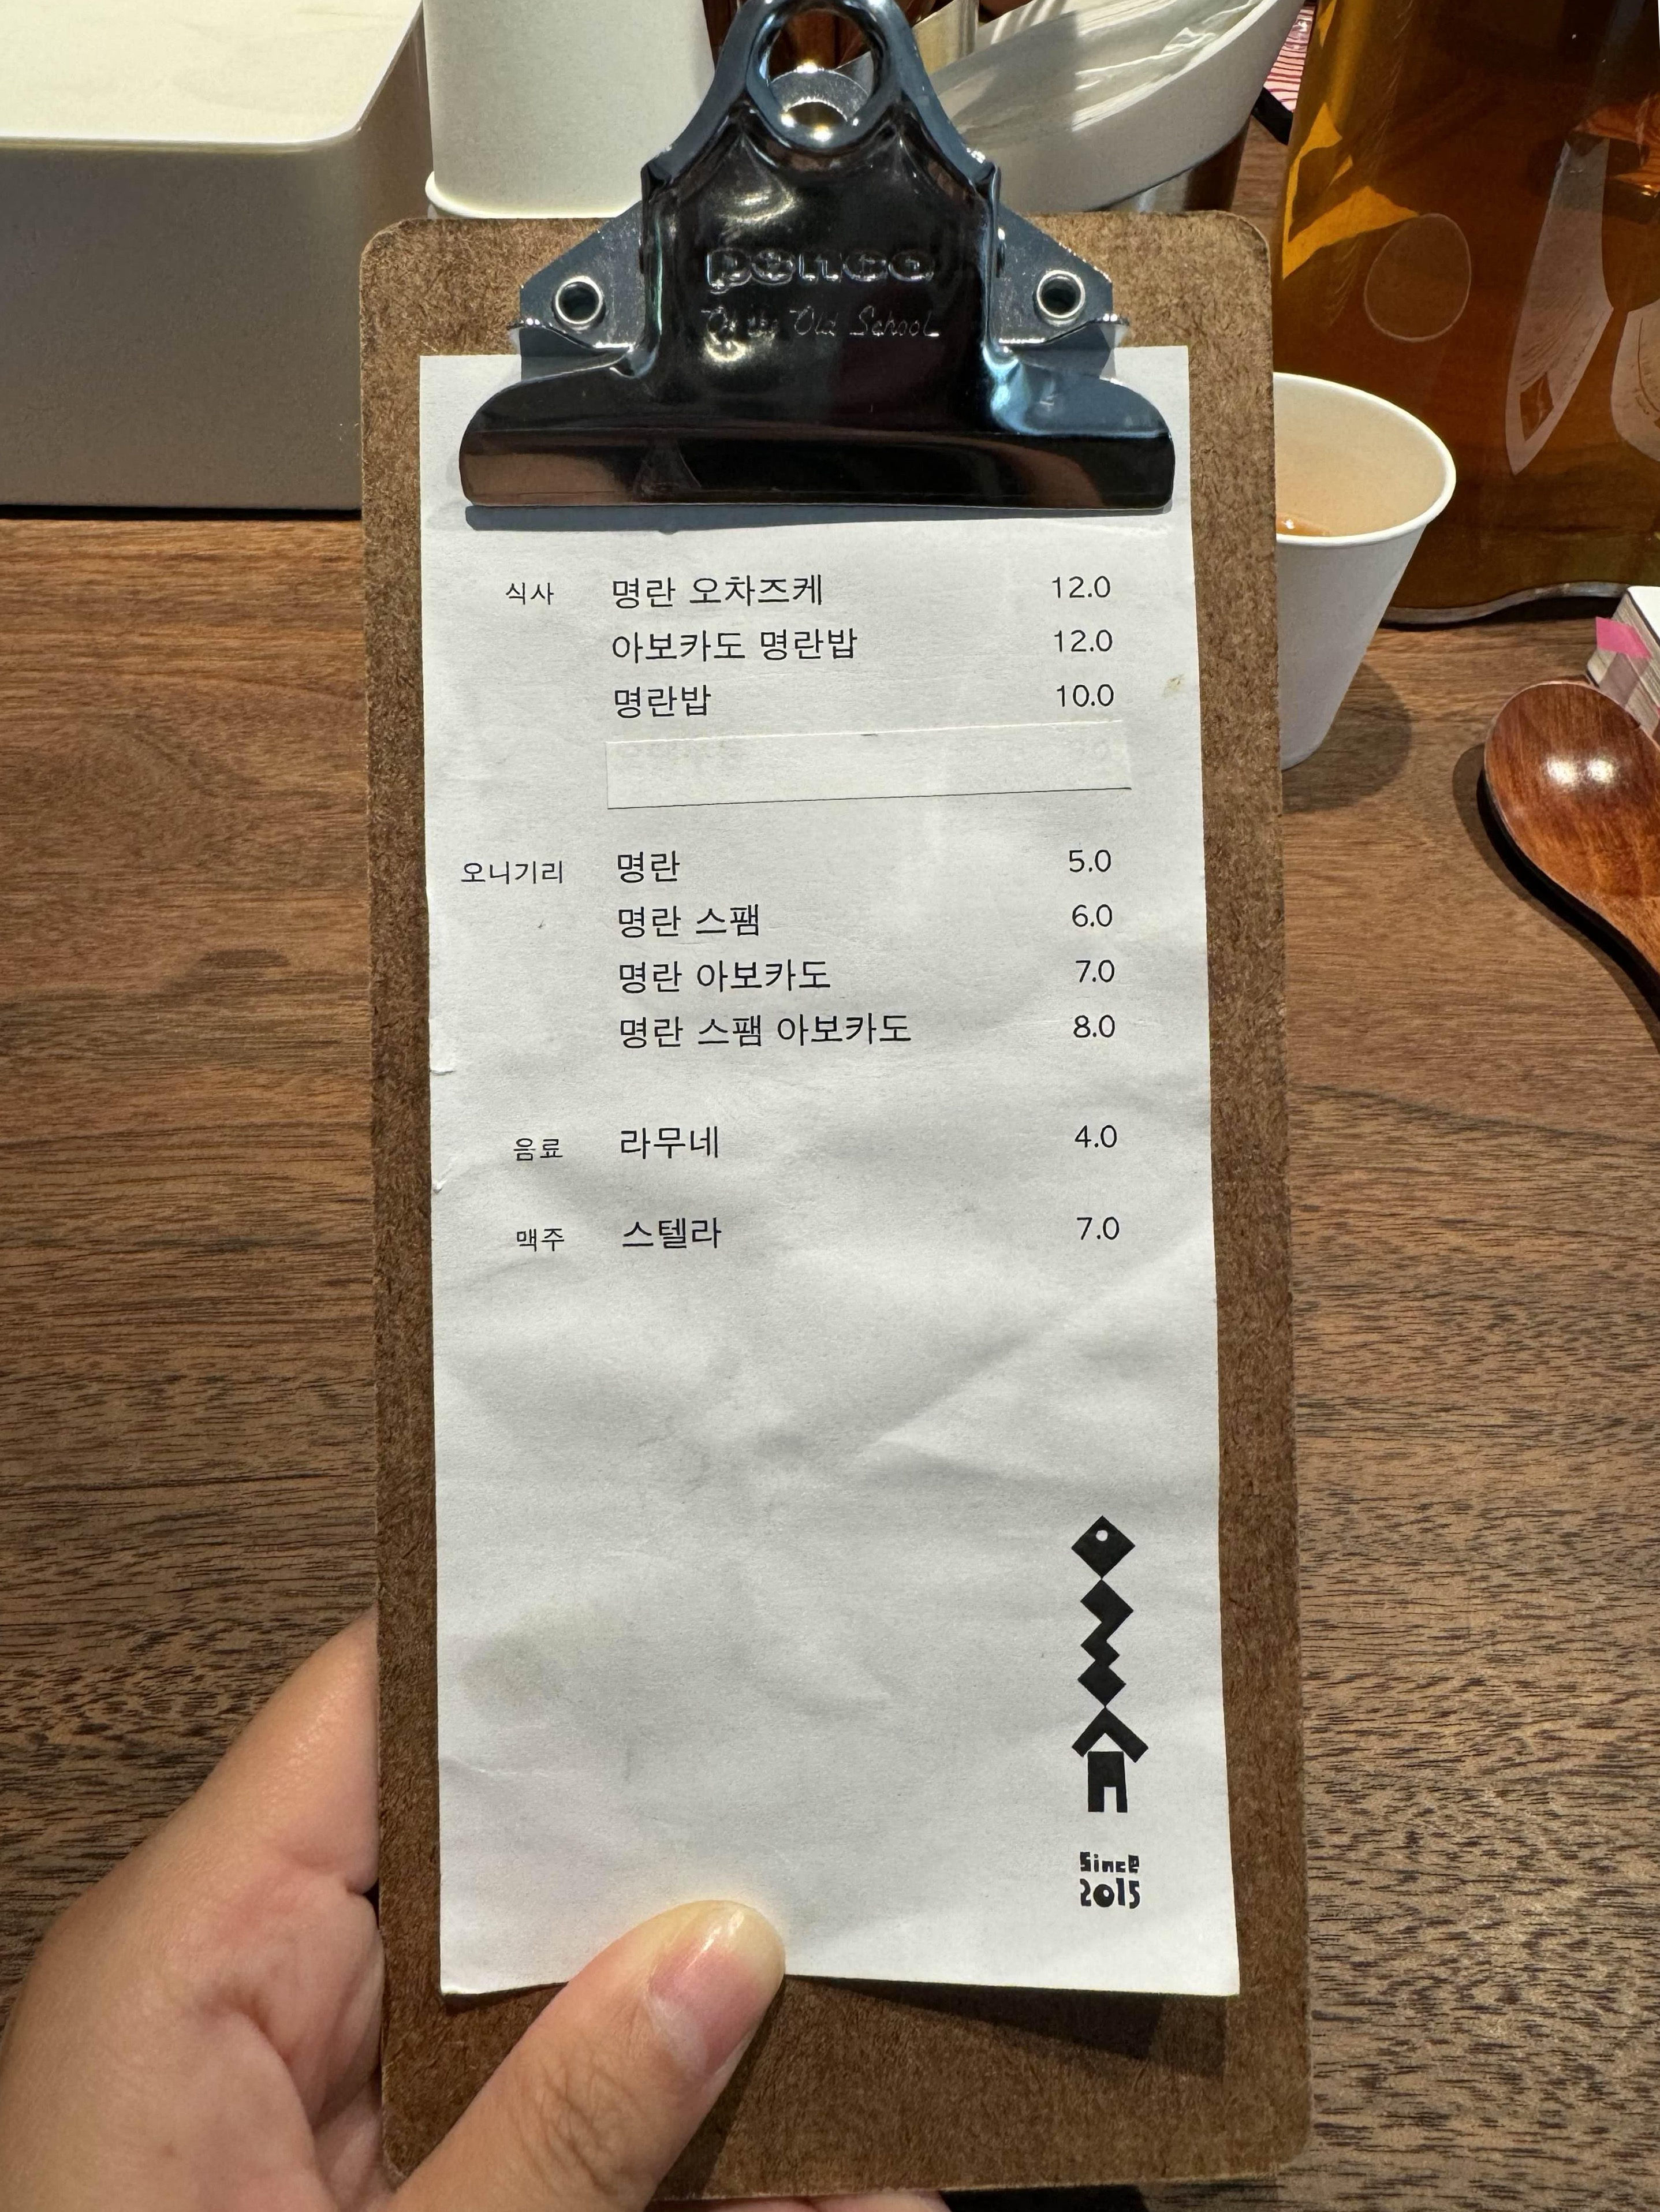 penco
Old School
식사 명란 오차즈케 12.0
아보카도 명란밥 12.0
명란밥 10.0
오니기리 명란 5.0
명란 스팸 6.0
명란 아보카도 7.0
명란 스팸 아보카도 8.0
음료 라무네 4.0
맥주 스텔라 7.0
Since
2015